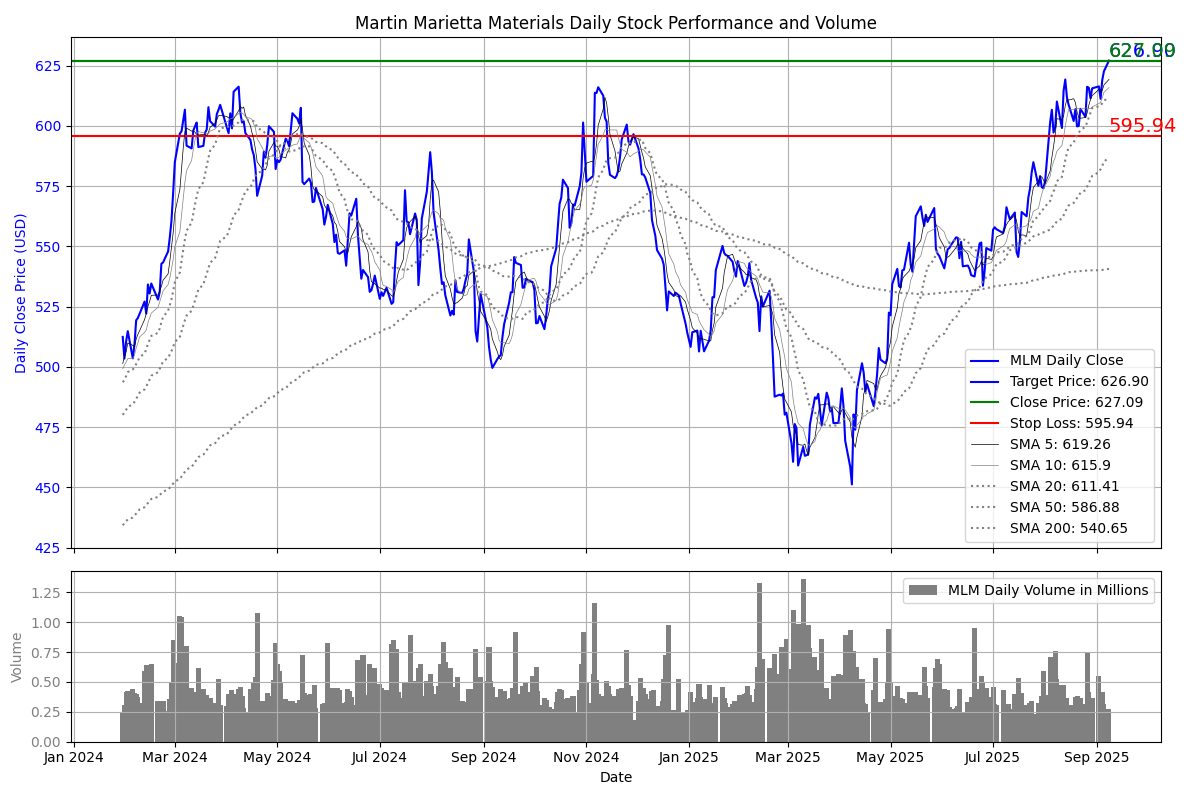 Martin Marietta Materials Daily Stock Performance and Volume
626.90
627.09
595.94
Daily Close Price (USD)
625
600
575
550
525
500
475
450
425
MLM Daily Close
Target Price: 626.90
Close Price: 627.09
Stop Loss: 595.94
SMA 5: 619.26
SMA 10: 615.9
SMA 20: 611.41
SMA 50: 586.88
SMA 200: 540.65
MLM Daily Volume in Millions
Volume
1.25
1.00
0.75
0.50
0.25
0.00
Jan 2024
Mar 2024
May 2024
Jul 2024
Sep 2024
Nov 2024
Jan 2025
Mar 2025
May 2025
Jul 2025
Sep 2025
Date